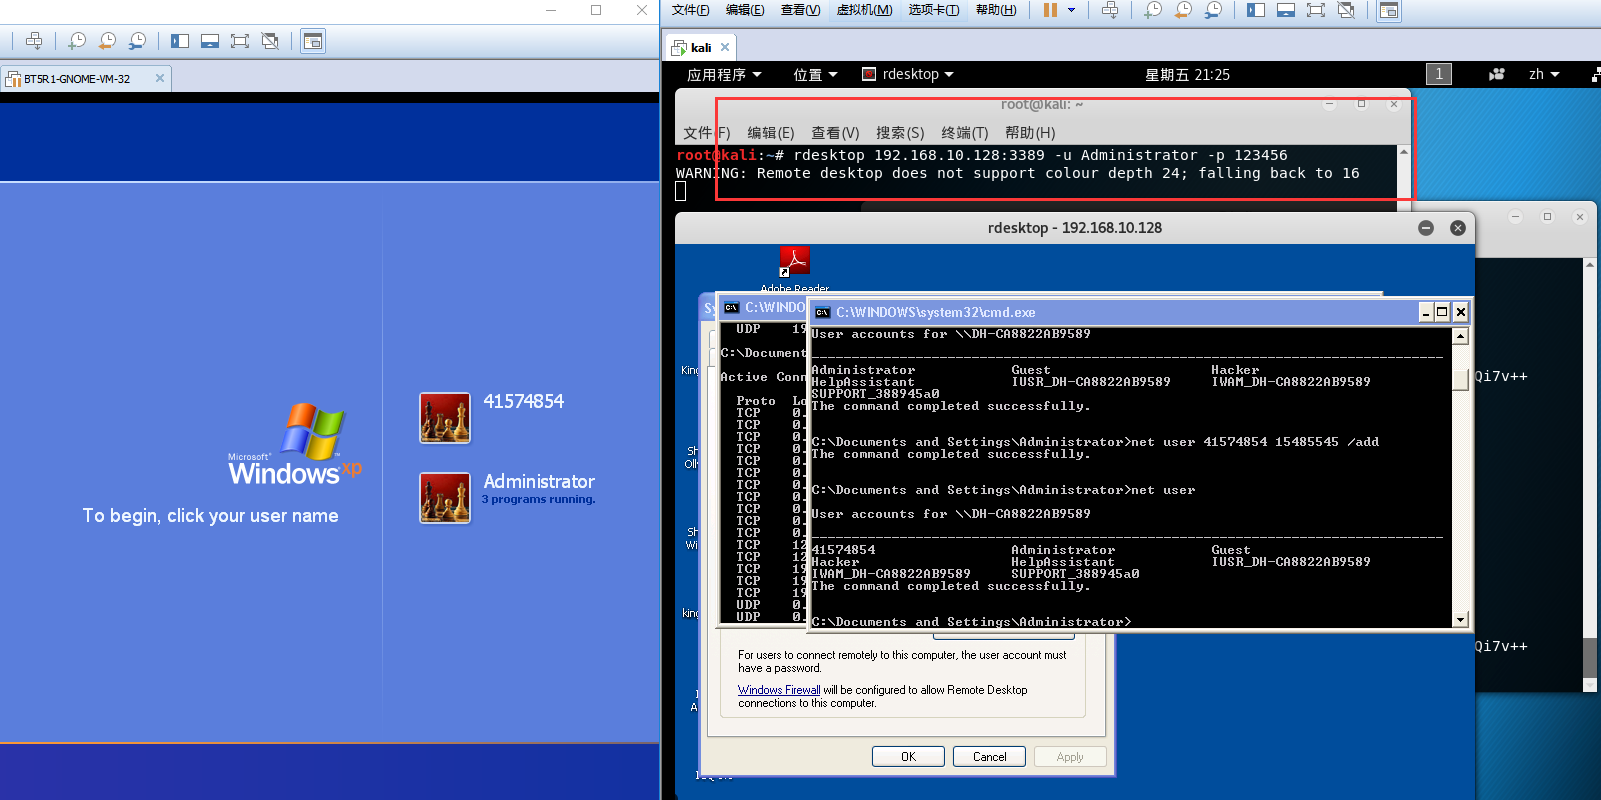 BT5R1-GNOME-VM-32
Microsoft®
Windows xp
To begin, click your user name
41574854
Administrator
3 programs running.
文件(F) 编辑(E) 查看(V) 虚拟机(M) 选项卡(T) 帮助(H)
kali
应用程序 位置 rdesktop 星期五 21:25 1 zh
root@kali: ~
文件(F) 编辑(E) 查看(V) 搜索(S) 终端(T) 帮助(H)
root@kali:~# rdesktop 192.168.10.128:3389 -u Administrator -p 123456
WARNING: Remote desktop does not support colour depth 24; falling back to 16
rdesktop - 192.168.10.128
Adobe Reader
Sy
C:\WINDO
UDP 19
C:\Document
Active Conn
Proto Lo
TCP 0.
TCP 0.
TCP 0.
TCP 0.
TCP 0.
TCP 0.
TCP 0.
TCP 0.
TCP 0.
TCP 0.
TCP 0.
TCP 12
TCP 12
TCP 19
TCP 19
TCP 19
UDP 0.
UDP 0.
King
Sh
Oll
Sh
Wi
king
C:\WINDOWS\system32\cmd.exe
User accounts for \\DH-CA8822AB9589
-------------------------------------------------------------------------------
Administrator Guest Hacker
HelpAssistant IUSR_DH-CA8822AB9589 IWAM_DH-CA8822AB9589
SUPPORT_388945a0
The command completed successfully.
C:\Documents and Settings\Administrator>net user 41574854 15485545 /add
The command completed successfully.
C:\Documents and Settings\Administrator>net user
User accounts for \\DH-CA8822AB9589
-------------------------------------------------------------------------------
41574854 Administrator Guest
Hacker HelpAssistant IUSR_DH-CA8822AB9589
IWAM_DH-CA8822AB9589 SUPPORT_388945a0
The command completed successfully.
C:\Documents and Settings\Administrator>
Qi7v++
Qi7v++
For users to connect remotely to this computer, the user account must
have a password.
Windows Firewall will be configured to allow Remote Desktop
connections to this computer.
OK Cancel Apply